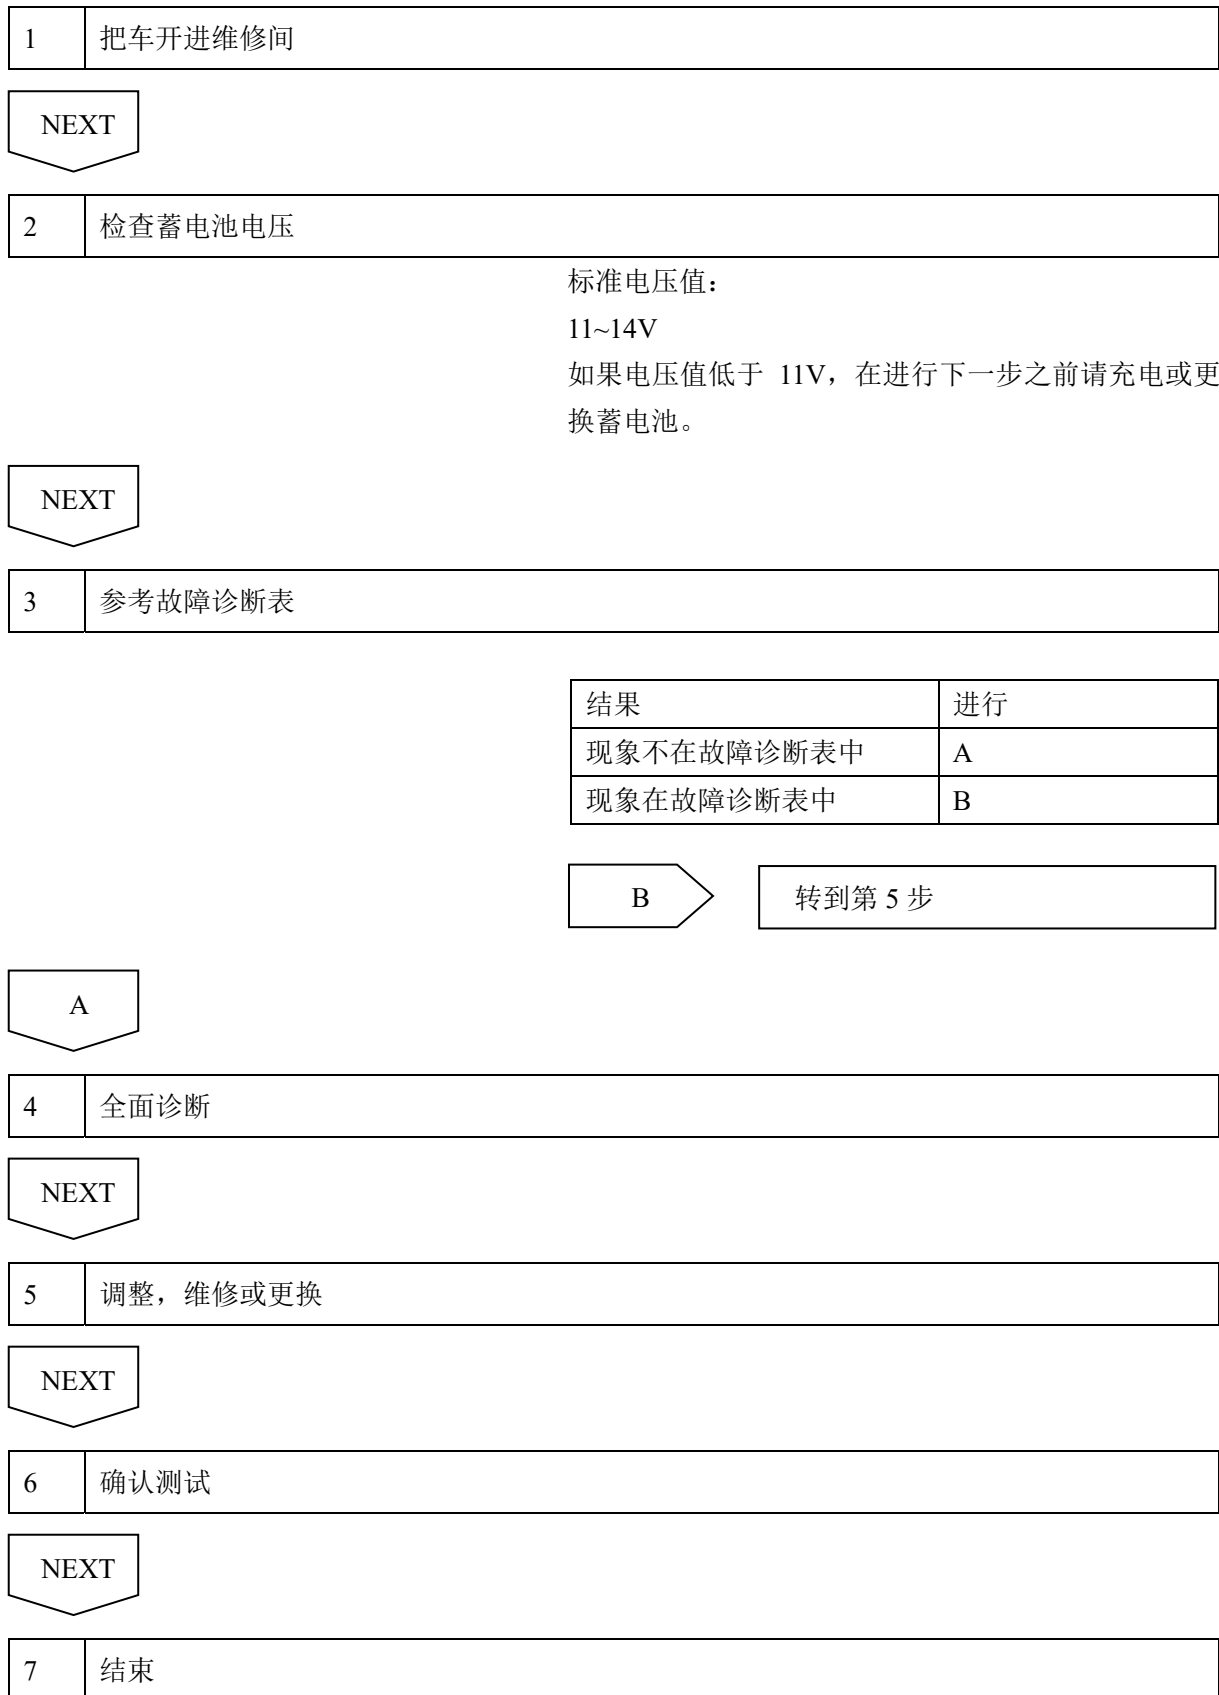 1 把车开进维修间
NEXT
2 检查蓄电池电压
标准电压值：
11~14V
如果电压值低于 11V，在进行下一步之前请充电或更
换蓄电池。
NEXT
3 参考故障诊断表
结果 进行
现象不在故障诊断表中 A
现象在故障诊断表中 B
B 转到第 5 步
A
4 全面诊断
NEXT
5 调整，维修或更换
NEXT
6 确认测试
NEXT
7 结束